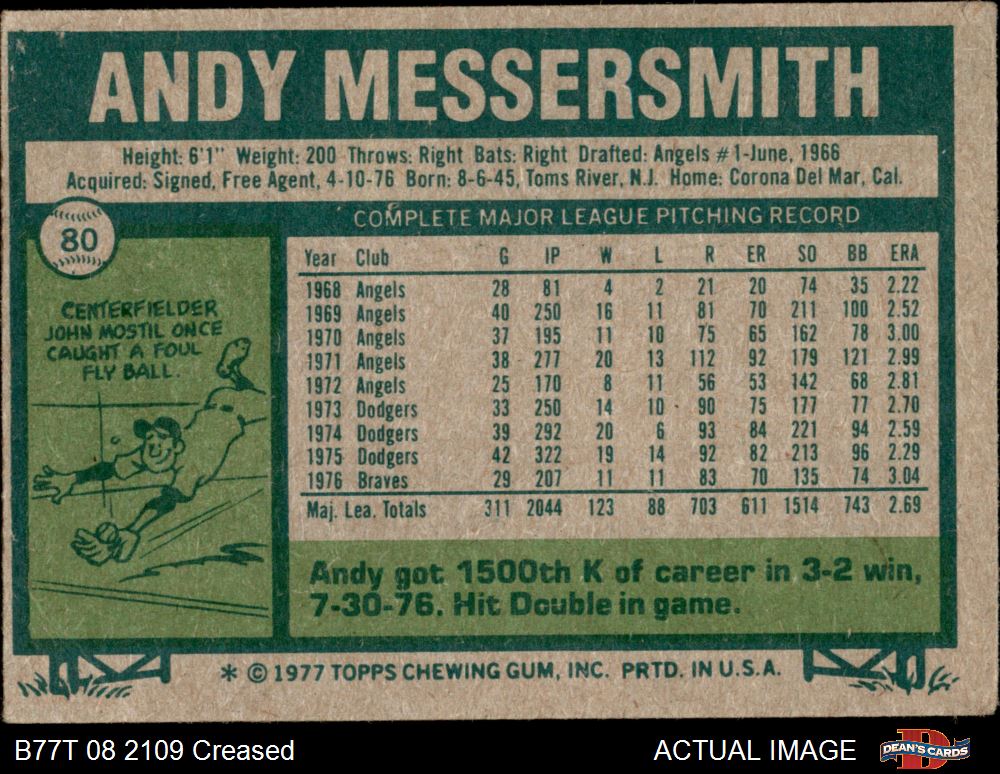 ANDY MESSERSMITH
Height: 6'1" Weight: 200 Throws: Right Bats: Right Drafted: Angels #1-June, 1966
Acquired: Signed, Free Agent, 4-10-76 Born: 8-6-45, Toms River, N.J. Home: Corona Del Mar, Cal.
80
CENTERFIELDER
JOHN MOSTIL ONCE
CAUGHT A FOUL
FLY BALL.
COMPLETE MAJOR LEAGUE PITCHING RECORD
Year Club G IP W L R ER SO BB ERA
1968 Angels 28 81 4 2 21 20 74 35 2.22
1969 Angels 40 250 16 11 81 70 211 100 2.52
1970 Angels 37 195 11 10 75 65 162 78 3.00
1971 Angels 38 277 20 13 112 92 179 121 2.99
1972 Angels 25 170 8 11 56 53 142 68 2.81
1973 Dodgers 33 250 14 10 90 75 177 77 2.70
1974 Dodgers 39 292 20 6 93 84 221 94 2.59
1975 Dodgers 42 322 19 14 92 82 213 96 2.29
1976 Braves 29 207 11 11 83 70 135 74 3.04
Maj. Lea. Totals 311 2044 123 88 703 611 1514 743 2.69
Andy got 1500th K of career in 3-2 win,
7-30-76. Hit Double in game.
* © 1977 TOPPS CHEWING GUM, INC. PRTD. IN U.S.A.
B77T 08 2109 Creased
ACTUAL IMAGE
DEAN'S CARDS